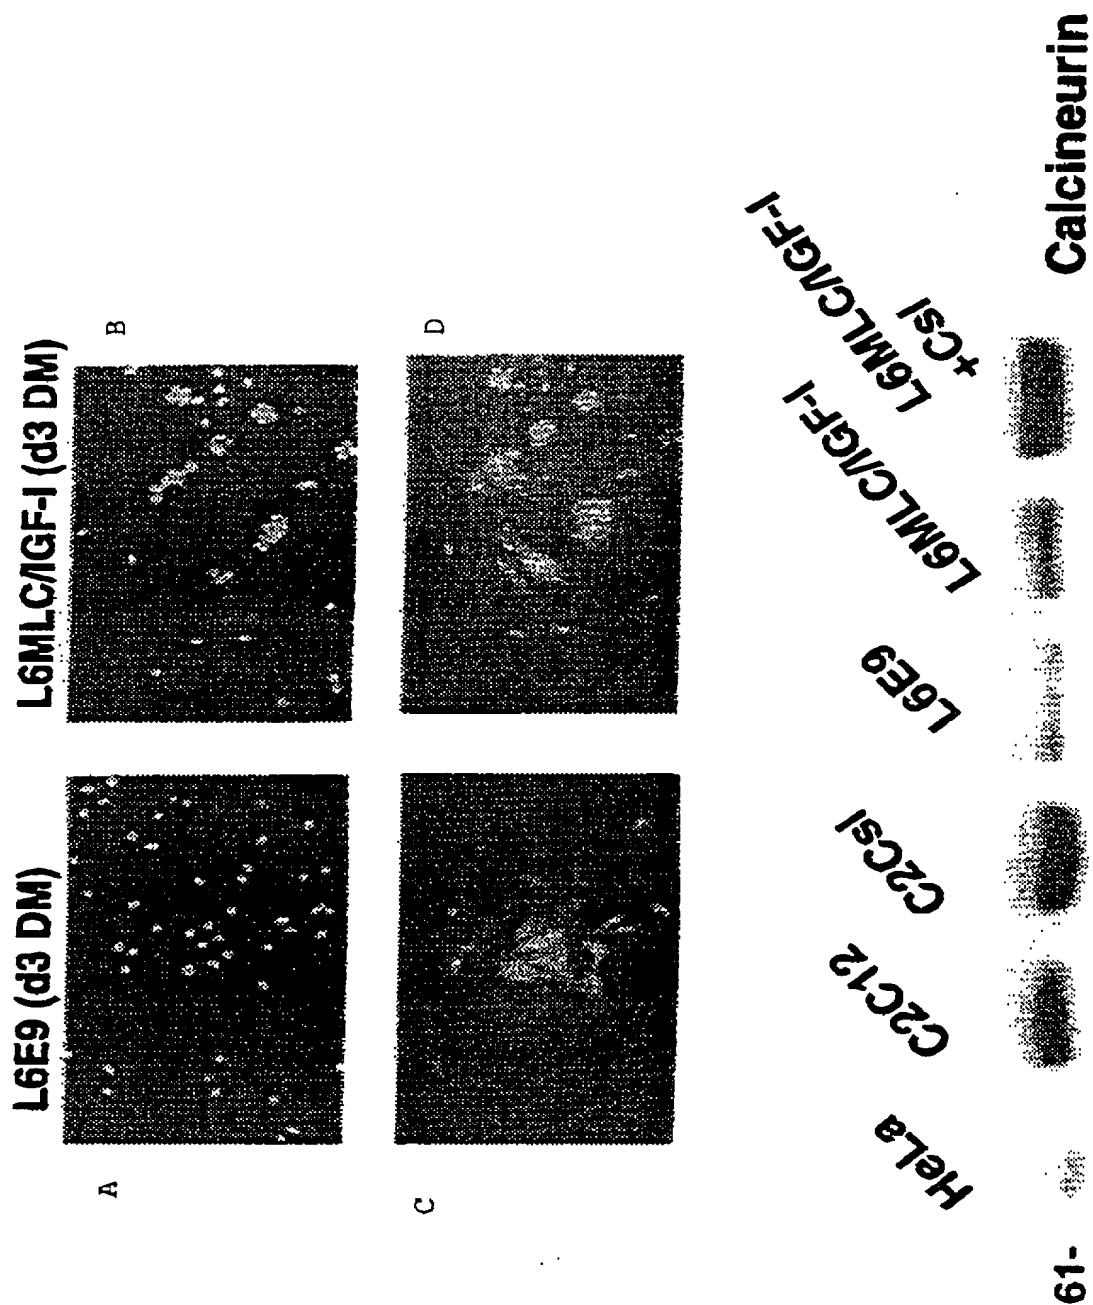 L6E9 (d3 DM)
L6MLC/IGF-I (d3 DM)
A
B
C
D
HeLa
C2C12
C2CsI
L6E9
L6MLC/IGF-I
L6MLC/IGF-I
+CsI
61-
Calcineurin